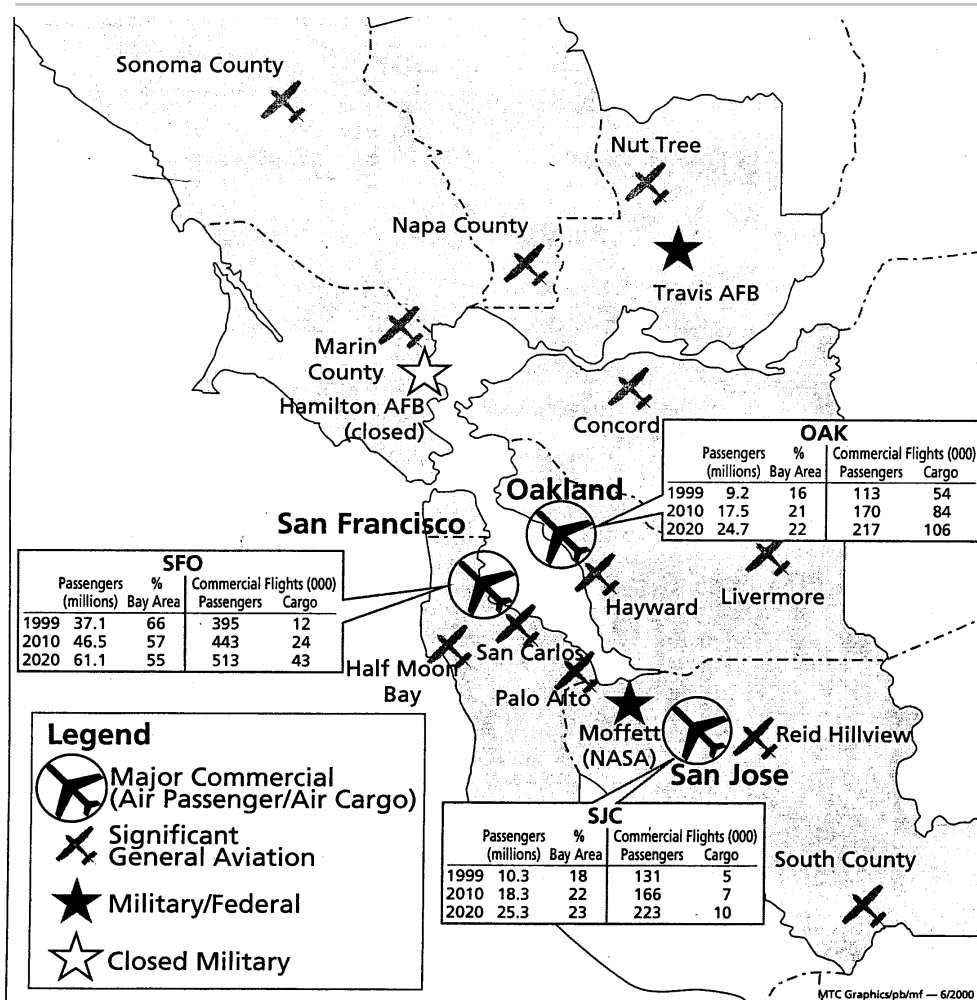 Sonoma County
Nut Tree
Napa County
Travis AFB
Marin
County
Hamilton AFB
(closed)
Concord
OAK
Passengers % Commercial Flights (000)
(millions) Bay Area Passengers Cargo
1999 9.2 16 113 54
2010 17.5 21 170 84
2020 24.7 22 217 106
Oakland
San Francisco
SFO
Passengers % Commercial Flights (000)
(millions) Bay Area Passengers Cargo
1999 37.1 66 395 12
2010 46.5 57 443 24
2020 61.1 55 513 43
Hayward
Livermore
San Carlos
Half Moon
Bay
Palo Alto
Moffett
(NASA)
Reid Hillview
San Jose
SJC
Passengers % Commercial Flights (000)
(millions) Bay Area Passengers Cargo
1999 10.3 18 131 5
2010 18.3 22 166 7
2020 25.3 23 223 10
South County
Legend
Major Commercial
(Air Passenger/Air Cargo)
Significant
General Aviation
Military/Federal
Closed Military
MTC Graphics/pb/mf — 6/2000